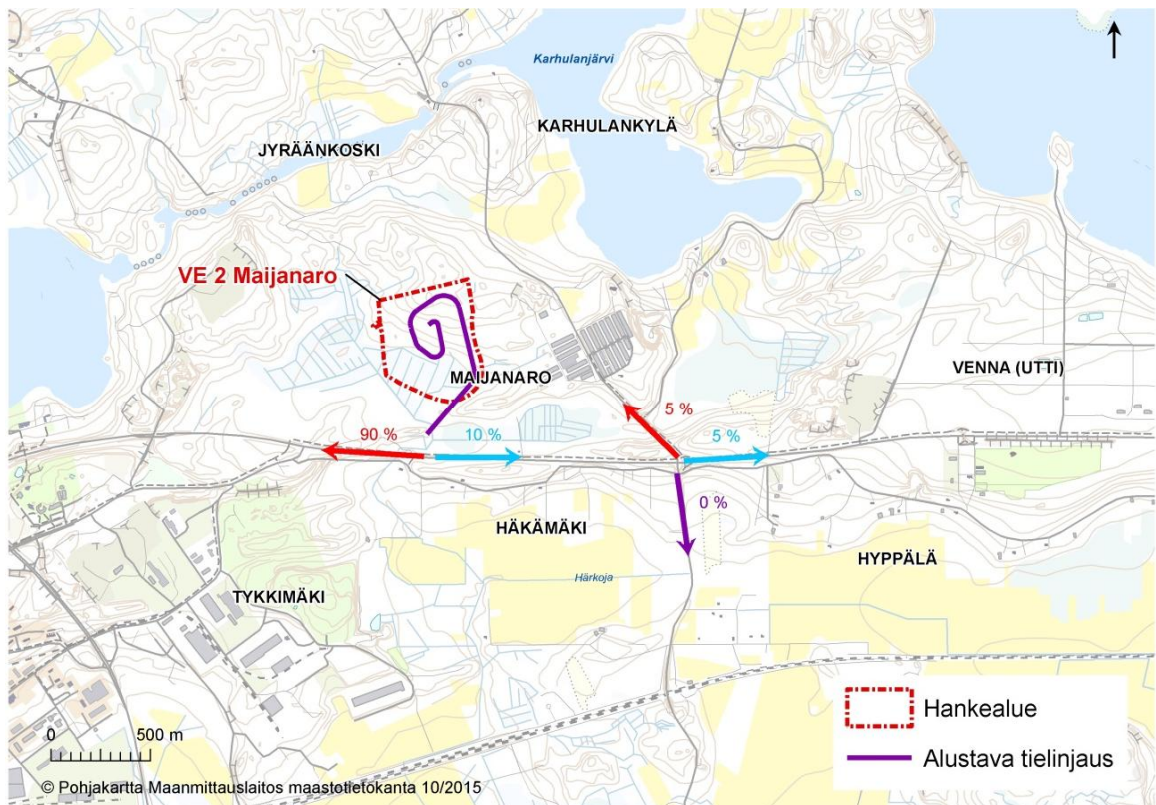 Karhulanjärvi
KARHULANKYLÄ
JYRÄÄNKOSKI
VE 2 Maijanaro
MAIJANARO
VENNA (UTTI)
5 %
90 %
10 %
5 %
0 %
HÄKÄMÄKI
HYPPÄLÄ
Härkoja
TYKKIMÄKI
Hankealue
0 500 m
Alustava tielinjaus
© Pohjakartta Maanmittauslaitos maastotietokanta 10/2015